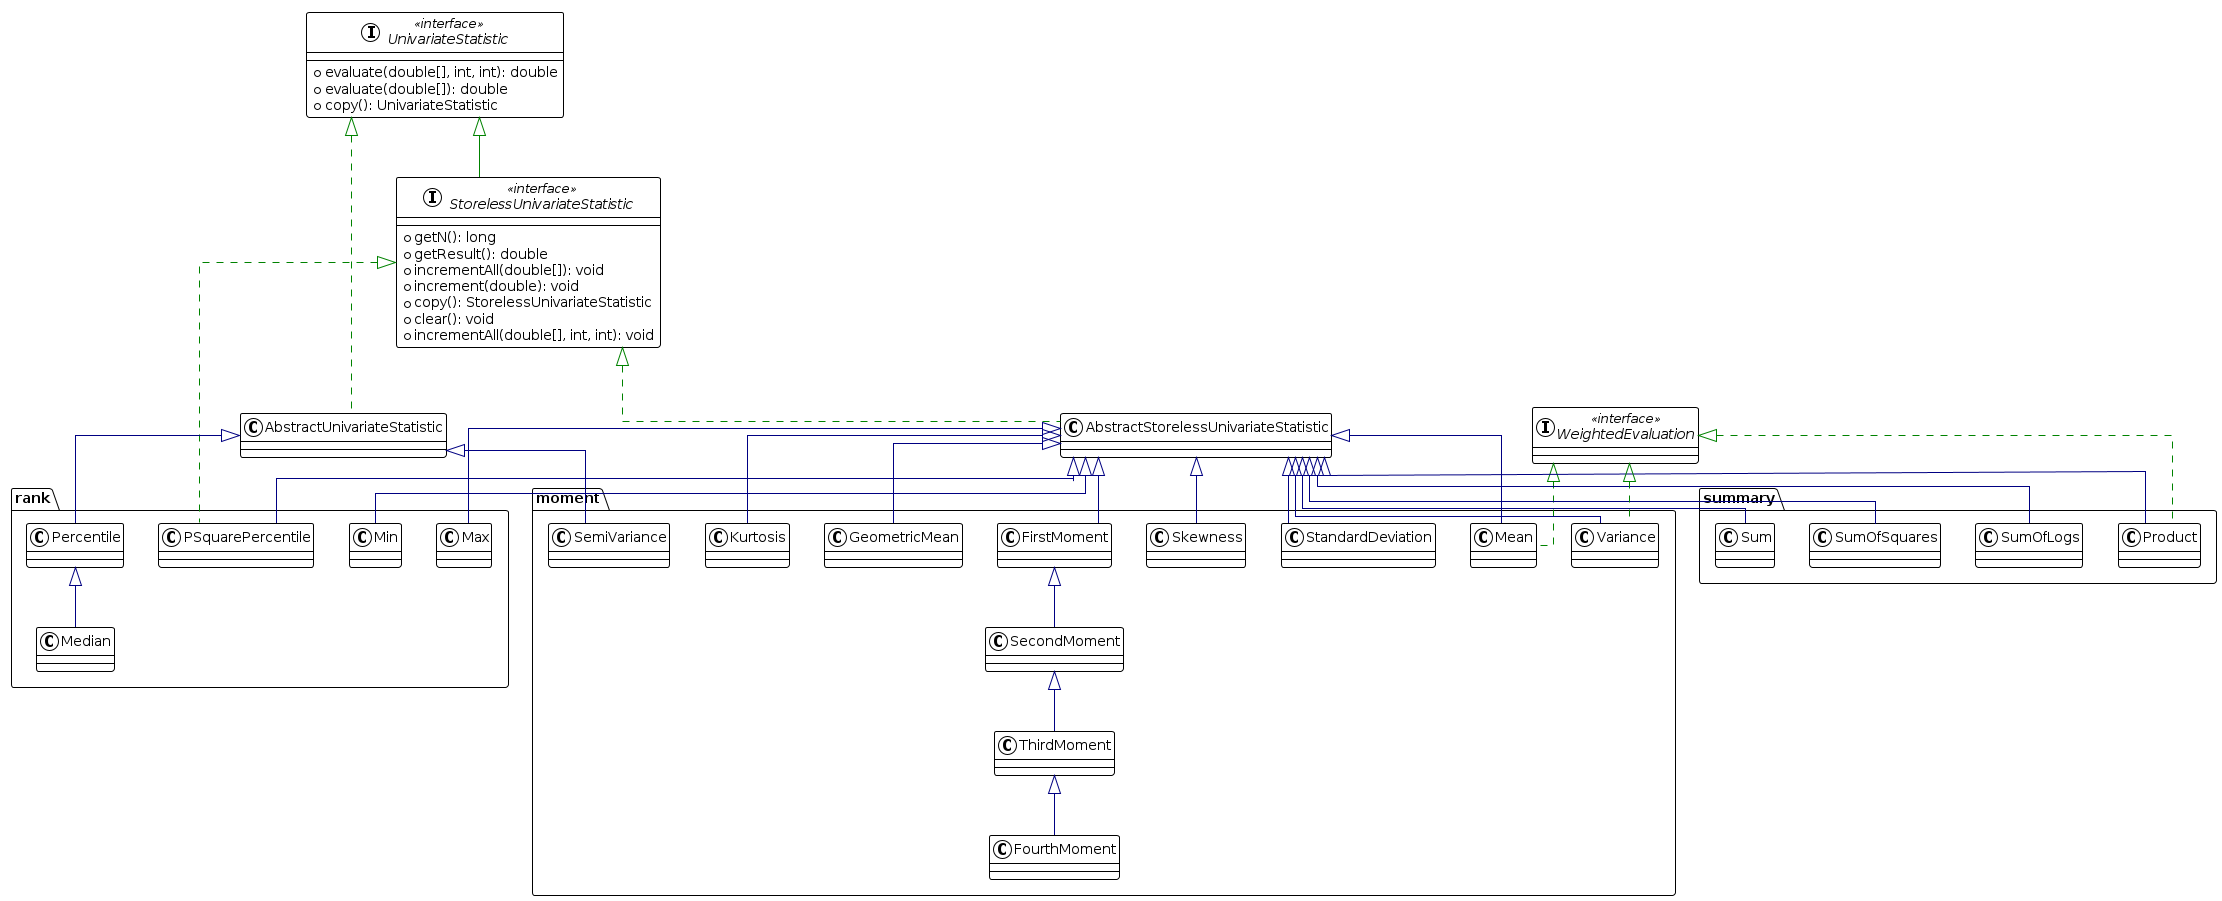 «interface»
I
UnivariateStatistic
evaluate(double[], int, int): double
evaluate(double[]): double
copy(): UnivariateStatistic
«interface»
I
StorelessUnivariateStatistic
getN(): long
getResult(): double
incrementAll(double[]): void
increment(double): void
copy(): StorelessUnivariateStatistic
clear(): void
incrementAll(double[], int, int): void
C AbstractUnivariateStatistic
C AbstractStorelessUnivariateStatistic
«interface»
I
WeightedEvaluation
rank
C Percentile
C PSquarePercentile
C Min
C Max
C Median
moment
C SemiVariance
C Kurtosis
C GeometricMean
C FirstMoment
C Skewness
C StandardDeviation
C Mean
C Variance
C SecondMoment
C ThirdMoment
C FourthMoment
summary
C Sum
C SumOfSquares
C SumOfLogs
C Product